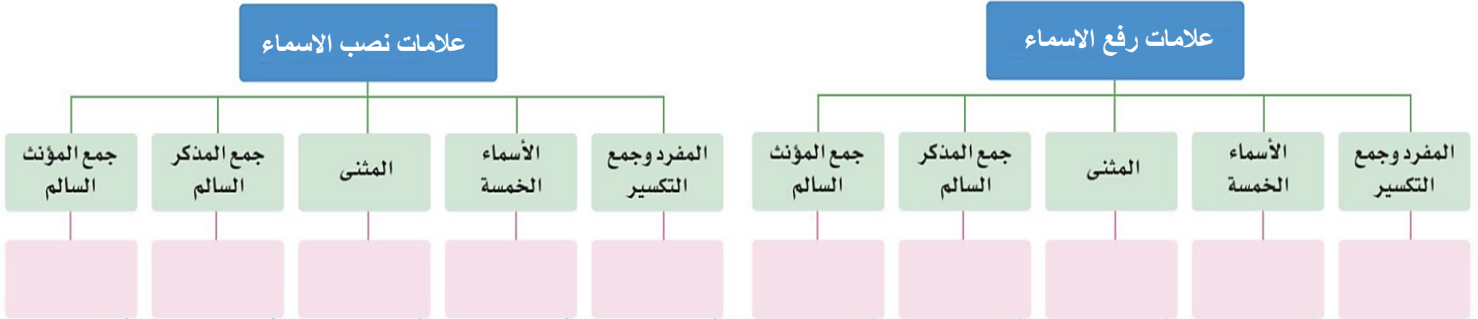 علامات رفع الاسماء
المفرد وجمع
التكسير
الأسماء
الخمسة
المثنى
جمع المذكر
السالم
جمع المؤنث
السالم
علامات نصب الاسماء
المفرد وجمع
التكسير
الأسماء
الخمسة
المثنى
جمع المذكر
السالم
جمع المؤنث
السالم